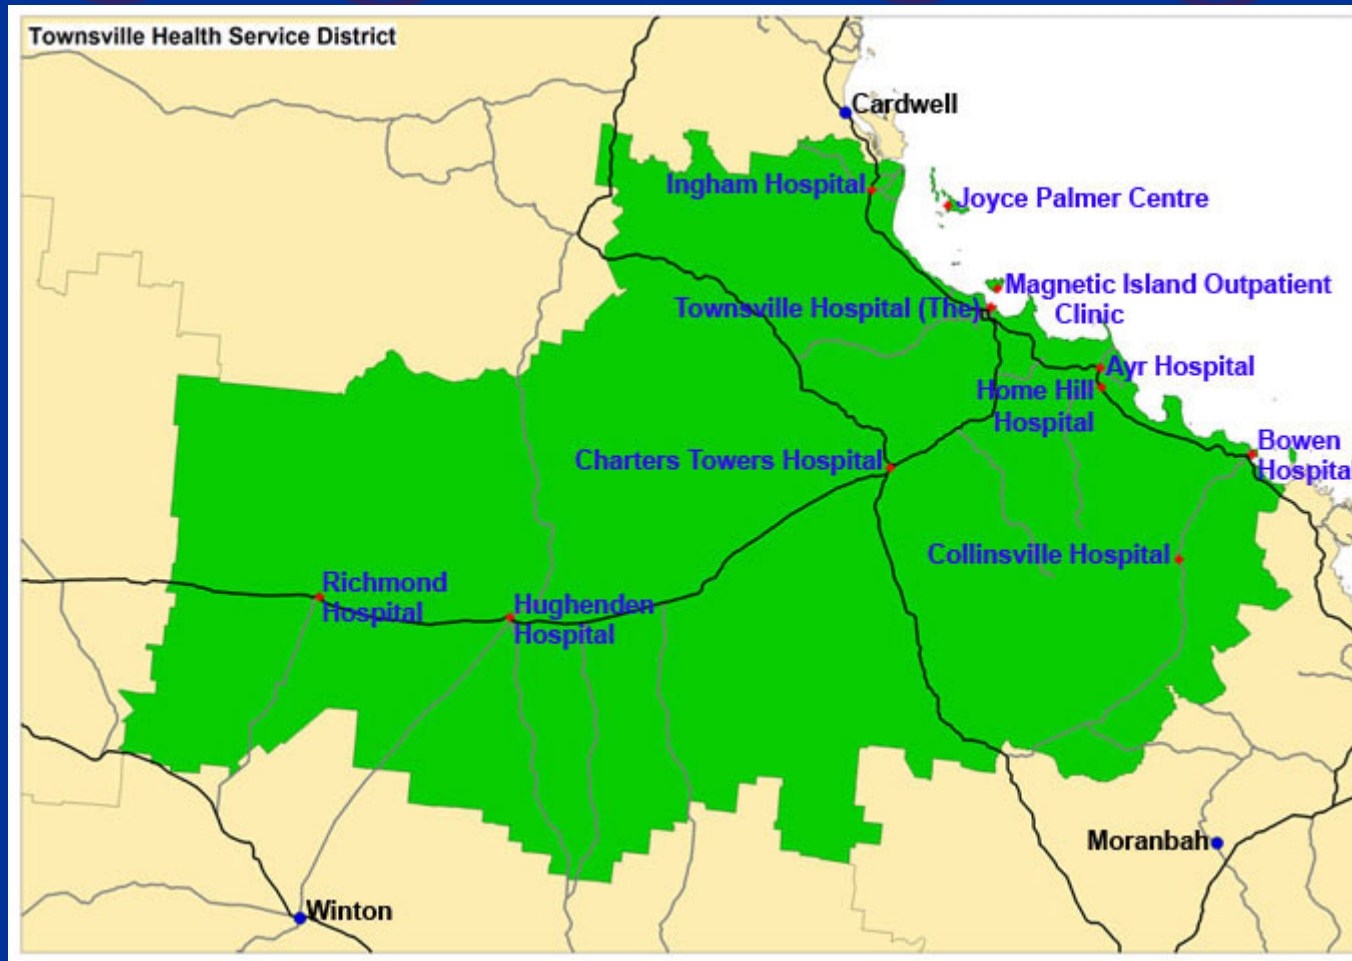 Townsville Health Service District
Cardwell
Ingham Hospital
Joyce Palmer Centre
Magnetic Island Outpatient
Clinic
Townsville Hospital (The)
Ayr Hospital
Home Hill
Hospital
Bowen
Hospital
Charters Towers Hospital
Collinsville Hospital
Richmond
Hospital
Hughenden
Hospital
Moranbah
Winton